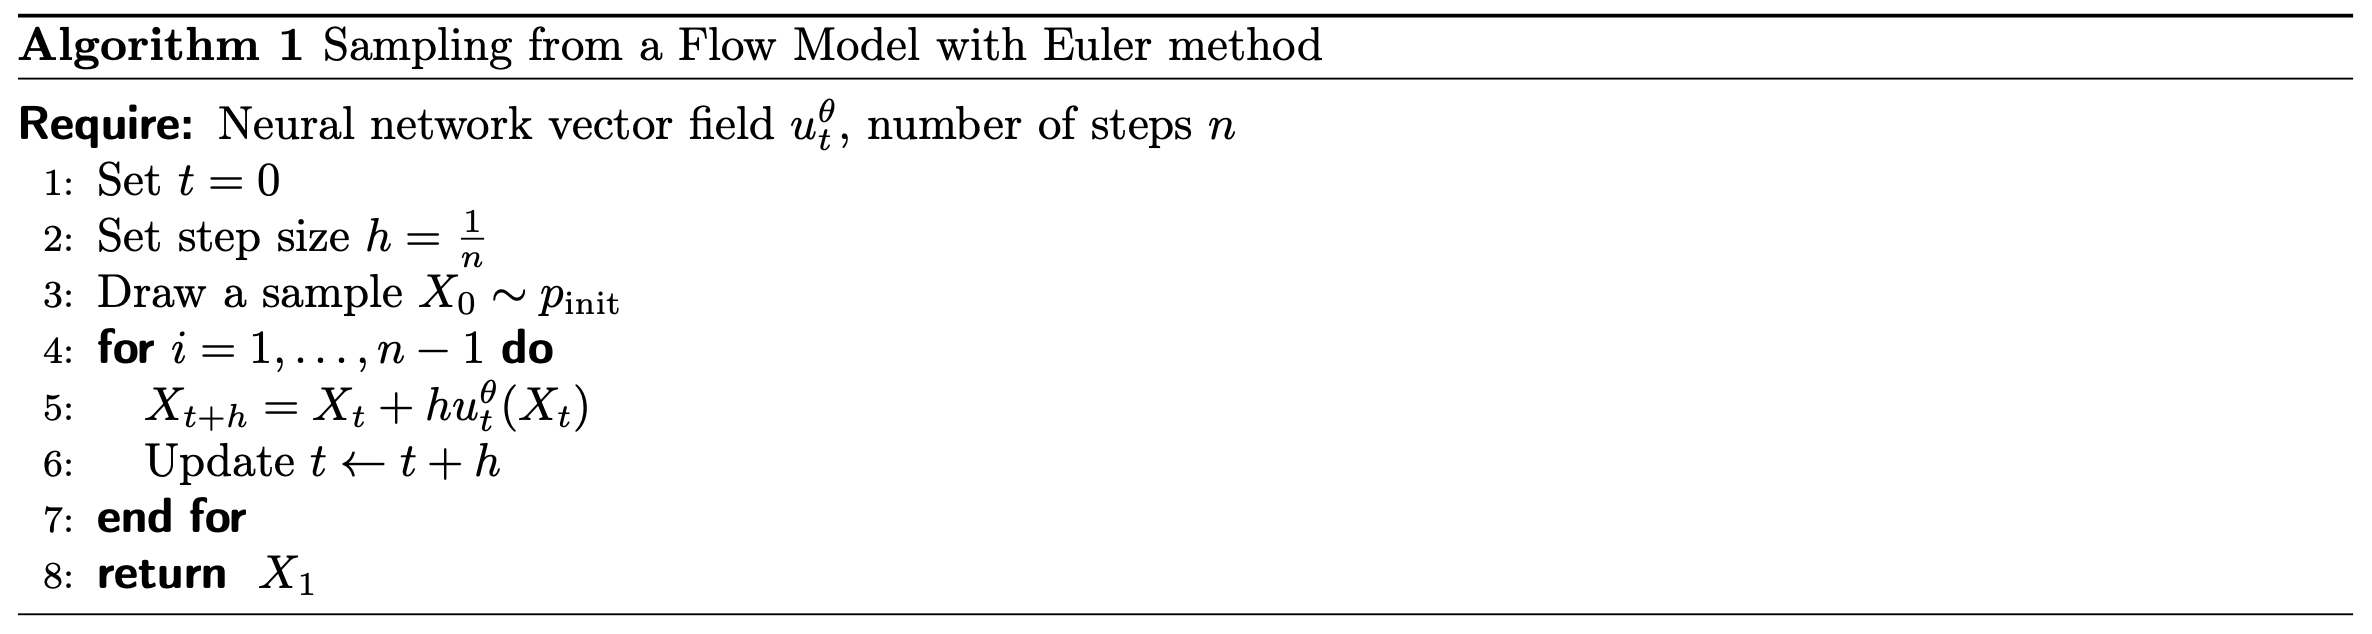 Algorithm 1 Sampling from a Flow Model with Euler method
Require: Neural network vector field $u_t^\theta$, number of steps $n$
1: Set $t = 0$
2: Set step size $h = \frac{1}{n}$
3: Draw a sample $X_0 \sim p_{\text{init}}$
4: for $i = 1, \ldots, n - 1$ do
5: $X_{t+h} = X_t + hu_t^\theta(X_t)$
6: Update $t \leftarrow t + h$
7: end for
8: return $X_1$